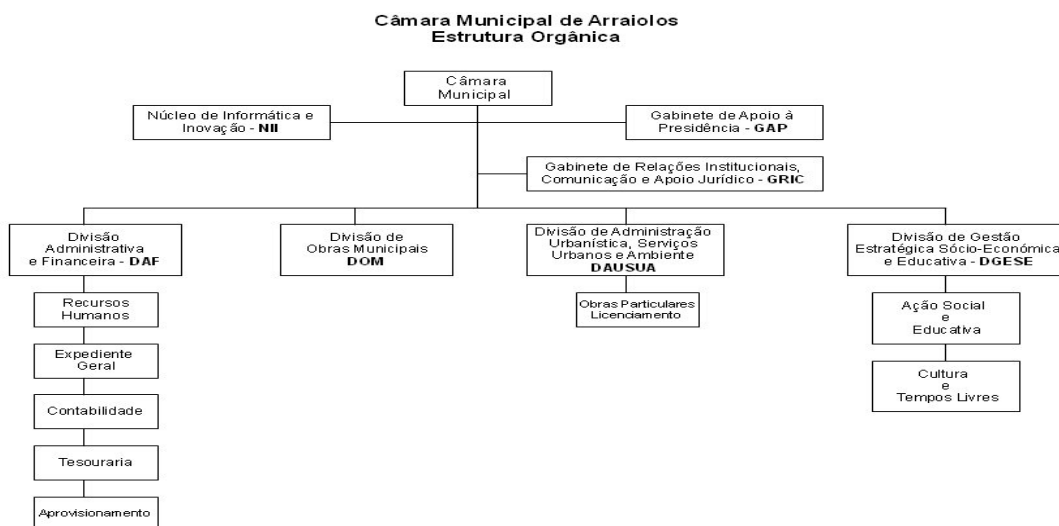 Câmara Municipal de Arraiolos
Estrutura Orgânica
Câmara
Municipal
Núcleo de Informática e
Inovação - NII
Gabinete de Apoio à
Presidência - GAP
Gabinete de Relações Institucionais,
Comunicação e Apoio Jurídico - GRIC
Divisão
Administrativa
e Financeira - DAF
Divisão de
Obras Municipais
DOM
Divisão de Administração
Urbanística, Serviços
Urbanos e Ambiente
DAUSUA
Divisão de Gestão
Estratégica Sócio-Económica
e Educativa - DGESE
Recursos
Humanos
Expediente
Geral
Contabilidade
Tesouraria
Aprovisionamento
Obras Particulares
Licenciamento
Ação Social
e
Educativa
Cultura
e
Tempos Livres